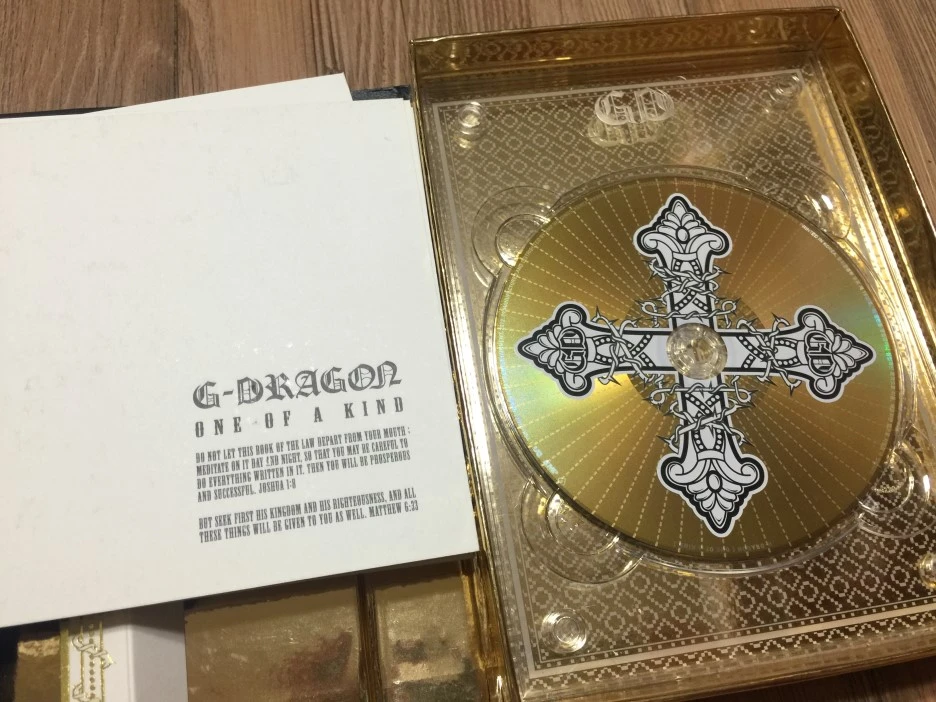 G-DRAGON
ONE OF A KIND
DO NOT LET THIS BOOK OF THE LAW DEPART FROM YOUR MOUTH ;
MEDITATE ON IT DAY AND NIGHT, SO THAT YOU MAY BE CAREFUL TO
DO EVERYTHING WRITTEN IN IT. THEN YOU WILL BE PROSPEROUS
AND SUCCESSFUL. JOSHUA 1:8
BUT SEEK FIRST HIS KINGDOM AND HIS RIGHTEOUSNESS, AND ALL
THESE THINGS WILL BE GIVEN TO YOU AS WELL. MATTHEW 6:33
GD
GD
GD